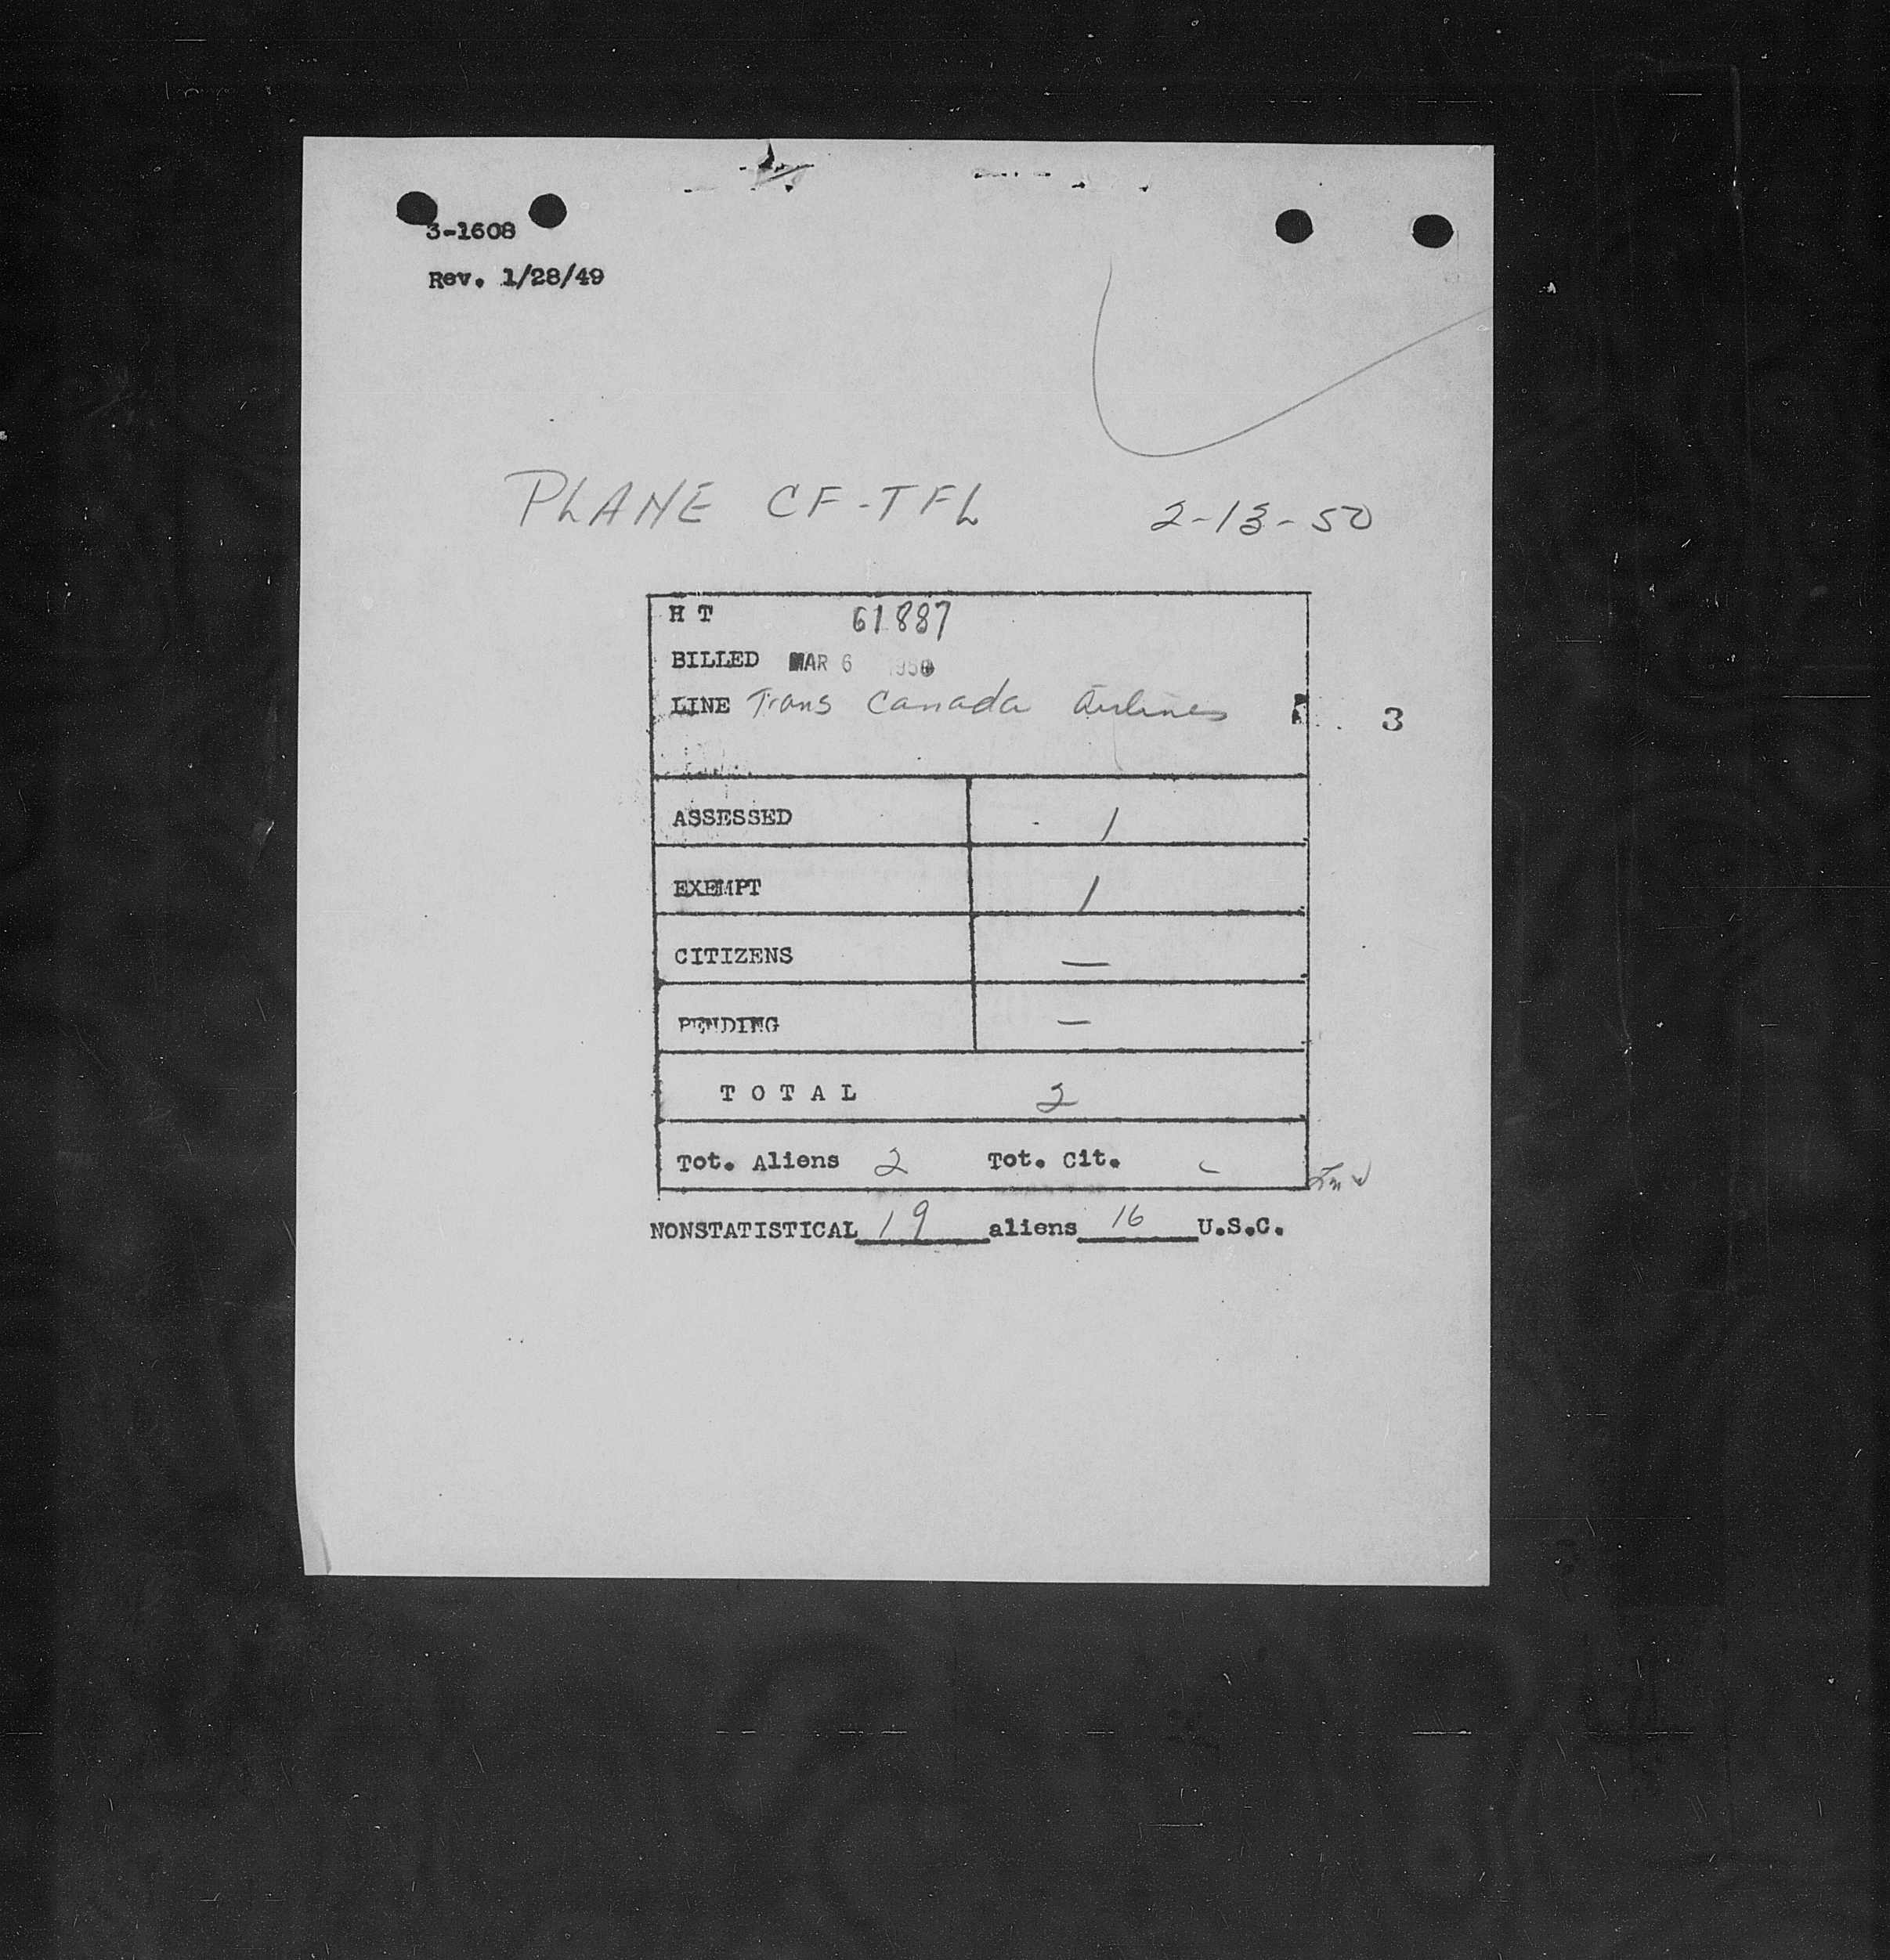 3-1608
Rev. 1/28/49
PLANE CF-TFL 2-13-50
H T 61887
BILLED MAR 6 1950
LINE Trans Canada Airlines 3
ASSESSED 1
EXEMPT 1
CITIZENS —
PENDING —
T O T A L 2
Tot. Aliens 2 Tot. Cit. -
NONSTATISTICAL 19 aliens 16 U.S.C.